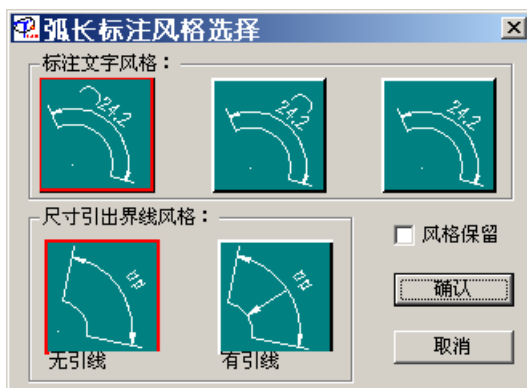 弧长标注风格选择
标注文字风格：
24.2
24.2
24.2
尺寸引出界线风格：
风格保留
确认
无引线
有引线
取消